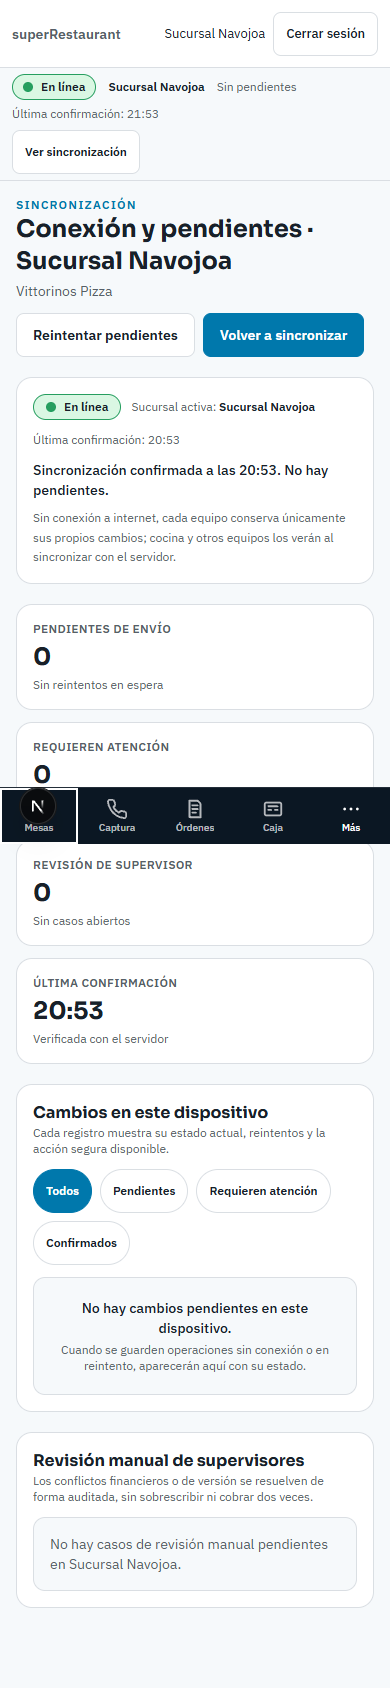 superRestaurant
Sucursal Navojoa
Cerrar sesión
En línea
Sucursal Navojoa
Sin pendientes
Última confirmación: 21:53
Ver sincronización
SINCRONIZACIÓN
Conexión y pendientes ·
Sucursal Navojoa
Vittorinos Pizza
Reintentar pendientes
Volver a sincronizar
En línea
Sucursal activa: Sucursal Navojoa
Última confirmación: 20:53
Sincronización confirmada a las 20:53. No hay
pendientes.
Sin conexión a internet, cada equipo conserva únicamente
sus propios cambios; cocina y otros equipos los verán al
sincronizar con el servidor.
PENDIENTES DE ENVÍO
0
Sin reintentos en espera
REQUIEREN ATENCIÓN
0
N
Mesas
Captura
Órdenes
Caja
Más
REVISIÓN DE SUPERVISOR
0
Sin casos abiertos
ÚLTIMA CONFIRMACIÓN
20:53
Verificada con el servidor
Cambios en este dispositivo
Cada registro muestra su estado actual, reintentos y la
acción segura disponible.
Todos
Pendientes
Requieren atención
Confirmados
No hay cambios pendientes en este
dispositivo.
Cuando se guarden operaciones sin conexión o en
reintento, aparecerán aquí con su estado.
Revisión manual de supervisores
Los conflictos financieros o de versión se resuelven de
forma auditada, sin sobrescribir ni cobrar dos veces.
No hay casos de revisión manual pendientes
en Sucursal Navojoa.